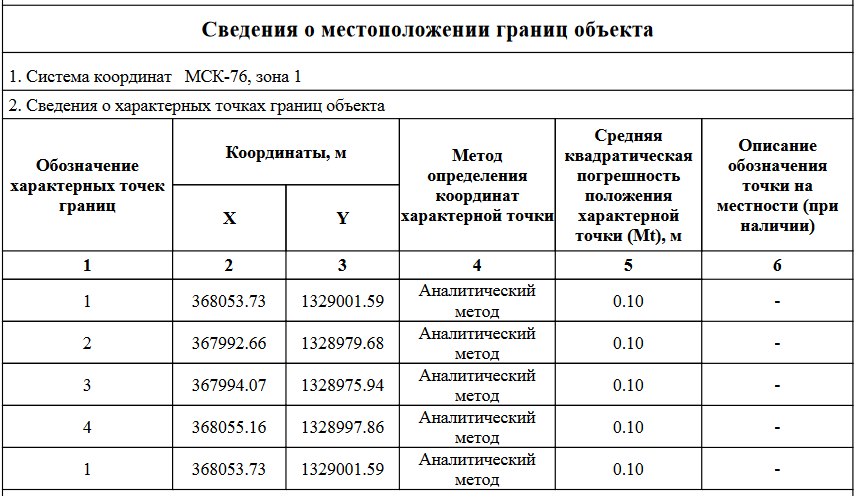 Сведения о местоположении границ объекта
1. Система координат МСК-76, зона 1
2. Сведения о характерных точках границ объекта
Обозначение
характерных точек
границ
Координаты, м
X
Y
Метод
определения
координат
характерной точки
Средняя
квадратическая
погрешность
положения
характерной
точки (Mt), м
Описание
обозначения
точки на
местности (при
наличии)
1 2 3 4 5 6
1 368053.73 1329001.59 Аналитический
метод 0.10 -
2 367992.66 1328979.68 Аналитический
метод 0.10 -
3 367994.07 1328975.94 Аналитический
метод 0.10 -
4 368055.16 1328997.86 Аналитический
метод 0.10 -
1 368053.73 1329001.59 Аналитический
метод 0.10 -